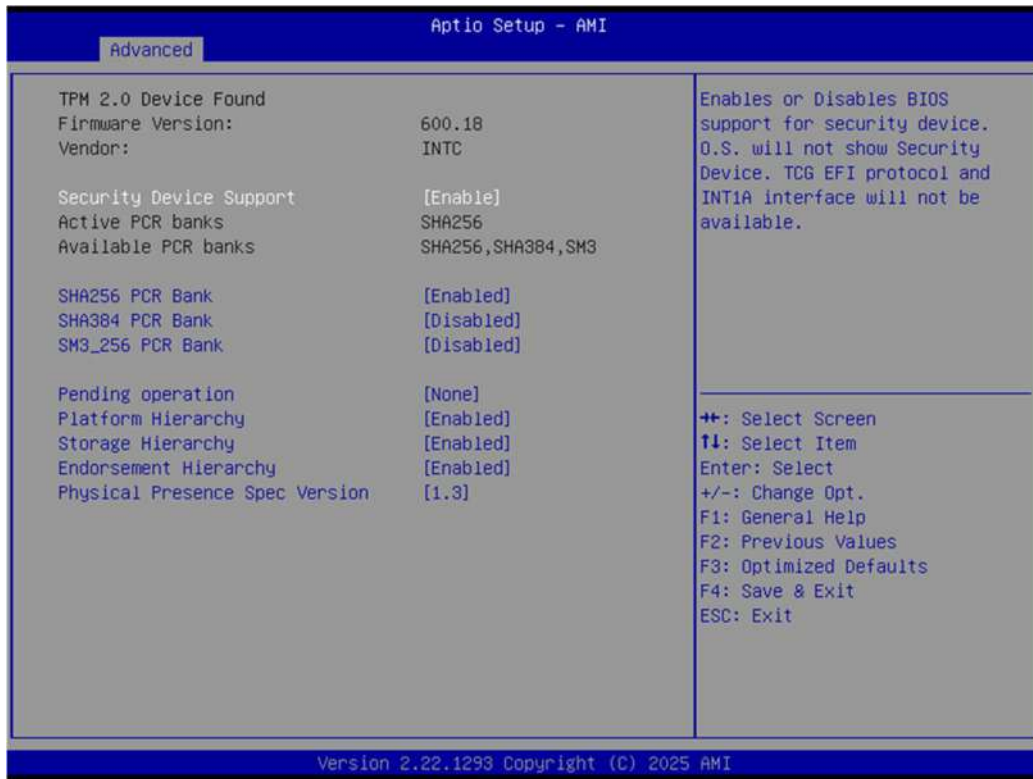 Aptio Setup - AMI
Advanced
TPM 2.0 Device Found
Firmware Version: 600.18
Vendor: INTC
Security Device Support [Enable]
Active PCR banks SHA256
Available PCR banks SHA256,SHA384,SM3
SHA256 PCR Bank [Enabled]
SHA384 PCR Bank [Disabled]
SM3_256 PCR Bank [Disabled]
Pending operation [None]
Platform Hierarchy [Enabled]
Storage Hierarchy [Enabled]
Endorsement Hierarchy [Enabled]
Physical Presence Spec Version [1.3]
Enables or Disables BIOS
support for security device.
O.S. will not show Security
Device. TCG EFI protocol and
INT1A interface will not be
available.
→←: Select Screen
↑↓: Select Item
Enter: Select
+/-: Change Opt.
F1: General Help
F2: Previous Values
F3: Optimized Defaults
F4: Save & Exit
ESC: Exit
Version 2.22.1293 Copyright (C) 2025 AMI